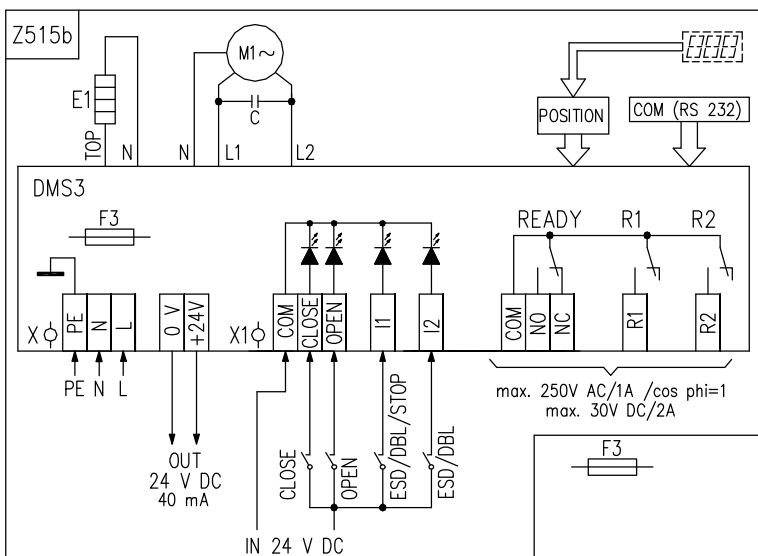 Z515b
M1~
E1
C
TOP
N
N
L1
L2
POSITION
COM (RS 232)
DMS3
F3
READY
R1
R2
X
PE
N
L
0 V
+24V
X1
COM
CLOSE
OPEN
I1
I2
COM
NO
NC
R1
R2
PE N L
OUT
24 V DC
40 mA
CLOSE
OPEN
ESD/DBL/STOP
ESD/DBL
IN 24 V DC
max. 250V AC/1A /cos phi=1
max. 30V DC/2A
F3